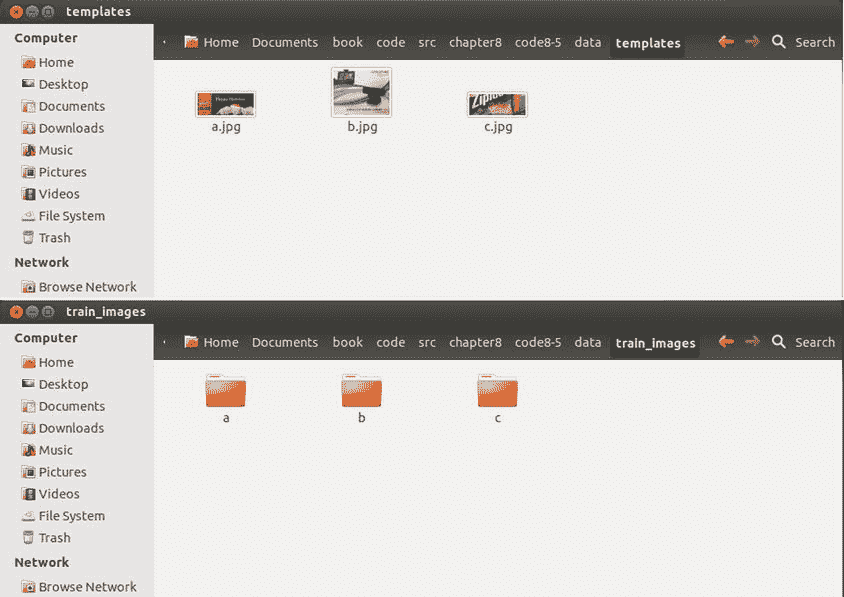 templates
Computer
Home Documents book code src chapter8 code8-5 data templates Search
Home
Desktop
Documents
Downloads
Music
Pictures
Videos
File System
Trash
Network
Browse Network
a.jpg b.jpg c.jpg
train_images
Computer
Home Documents book code src chapter8 code8-5 data train_images Search
Home
Desktop
Documents
Downloads
Music
Pictures
Videos
File System
Trash
Network
Browse Network
a b c